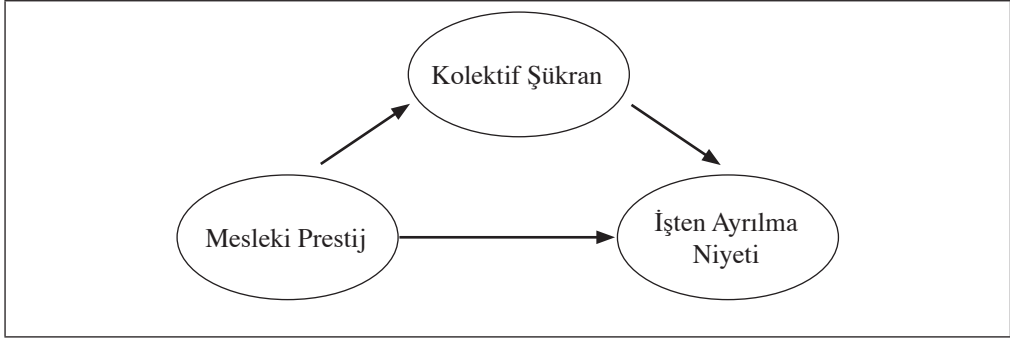 Kolektif Şükran
Mesleki Prestij
İşten Ayrılma
Niyeti